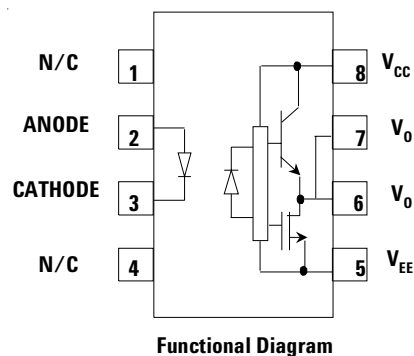 N/C 1 8 VCC
ANODE 2 7 VO
CATHODE 3 6 VO
N/C 4 5 VEE
Functional Diagram